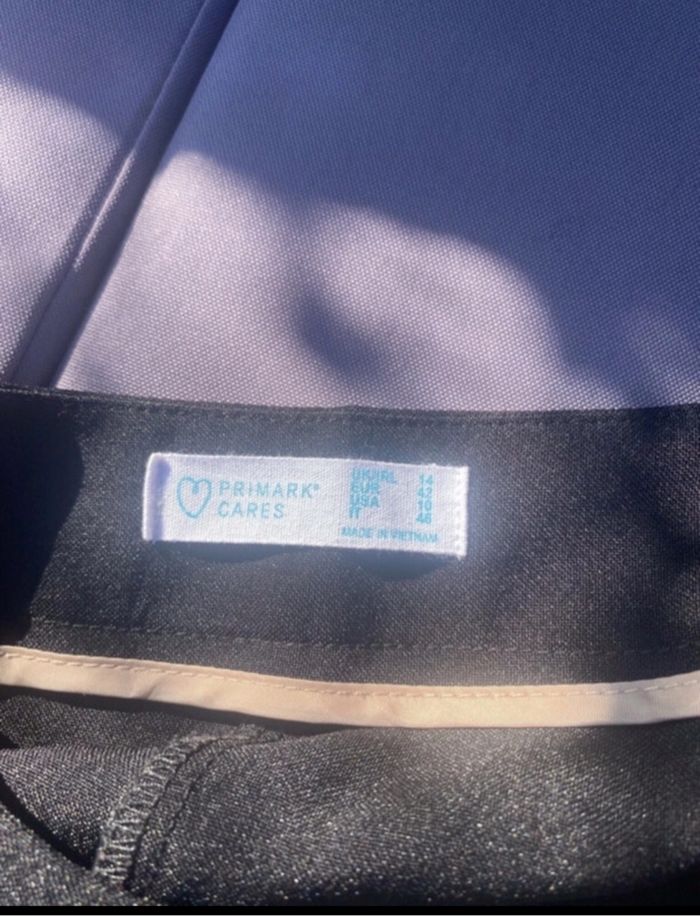 PRIMARK®
CARES
UK/IRL 14
EUR 42
USA 10
IT 46
MADE IN VIETNAM